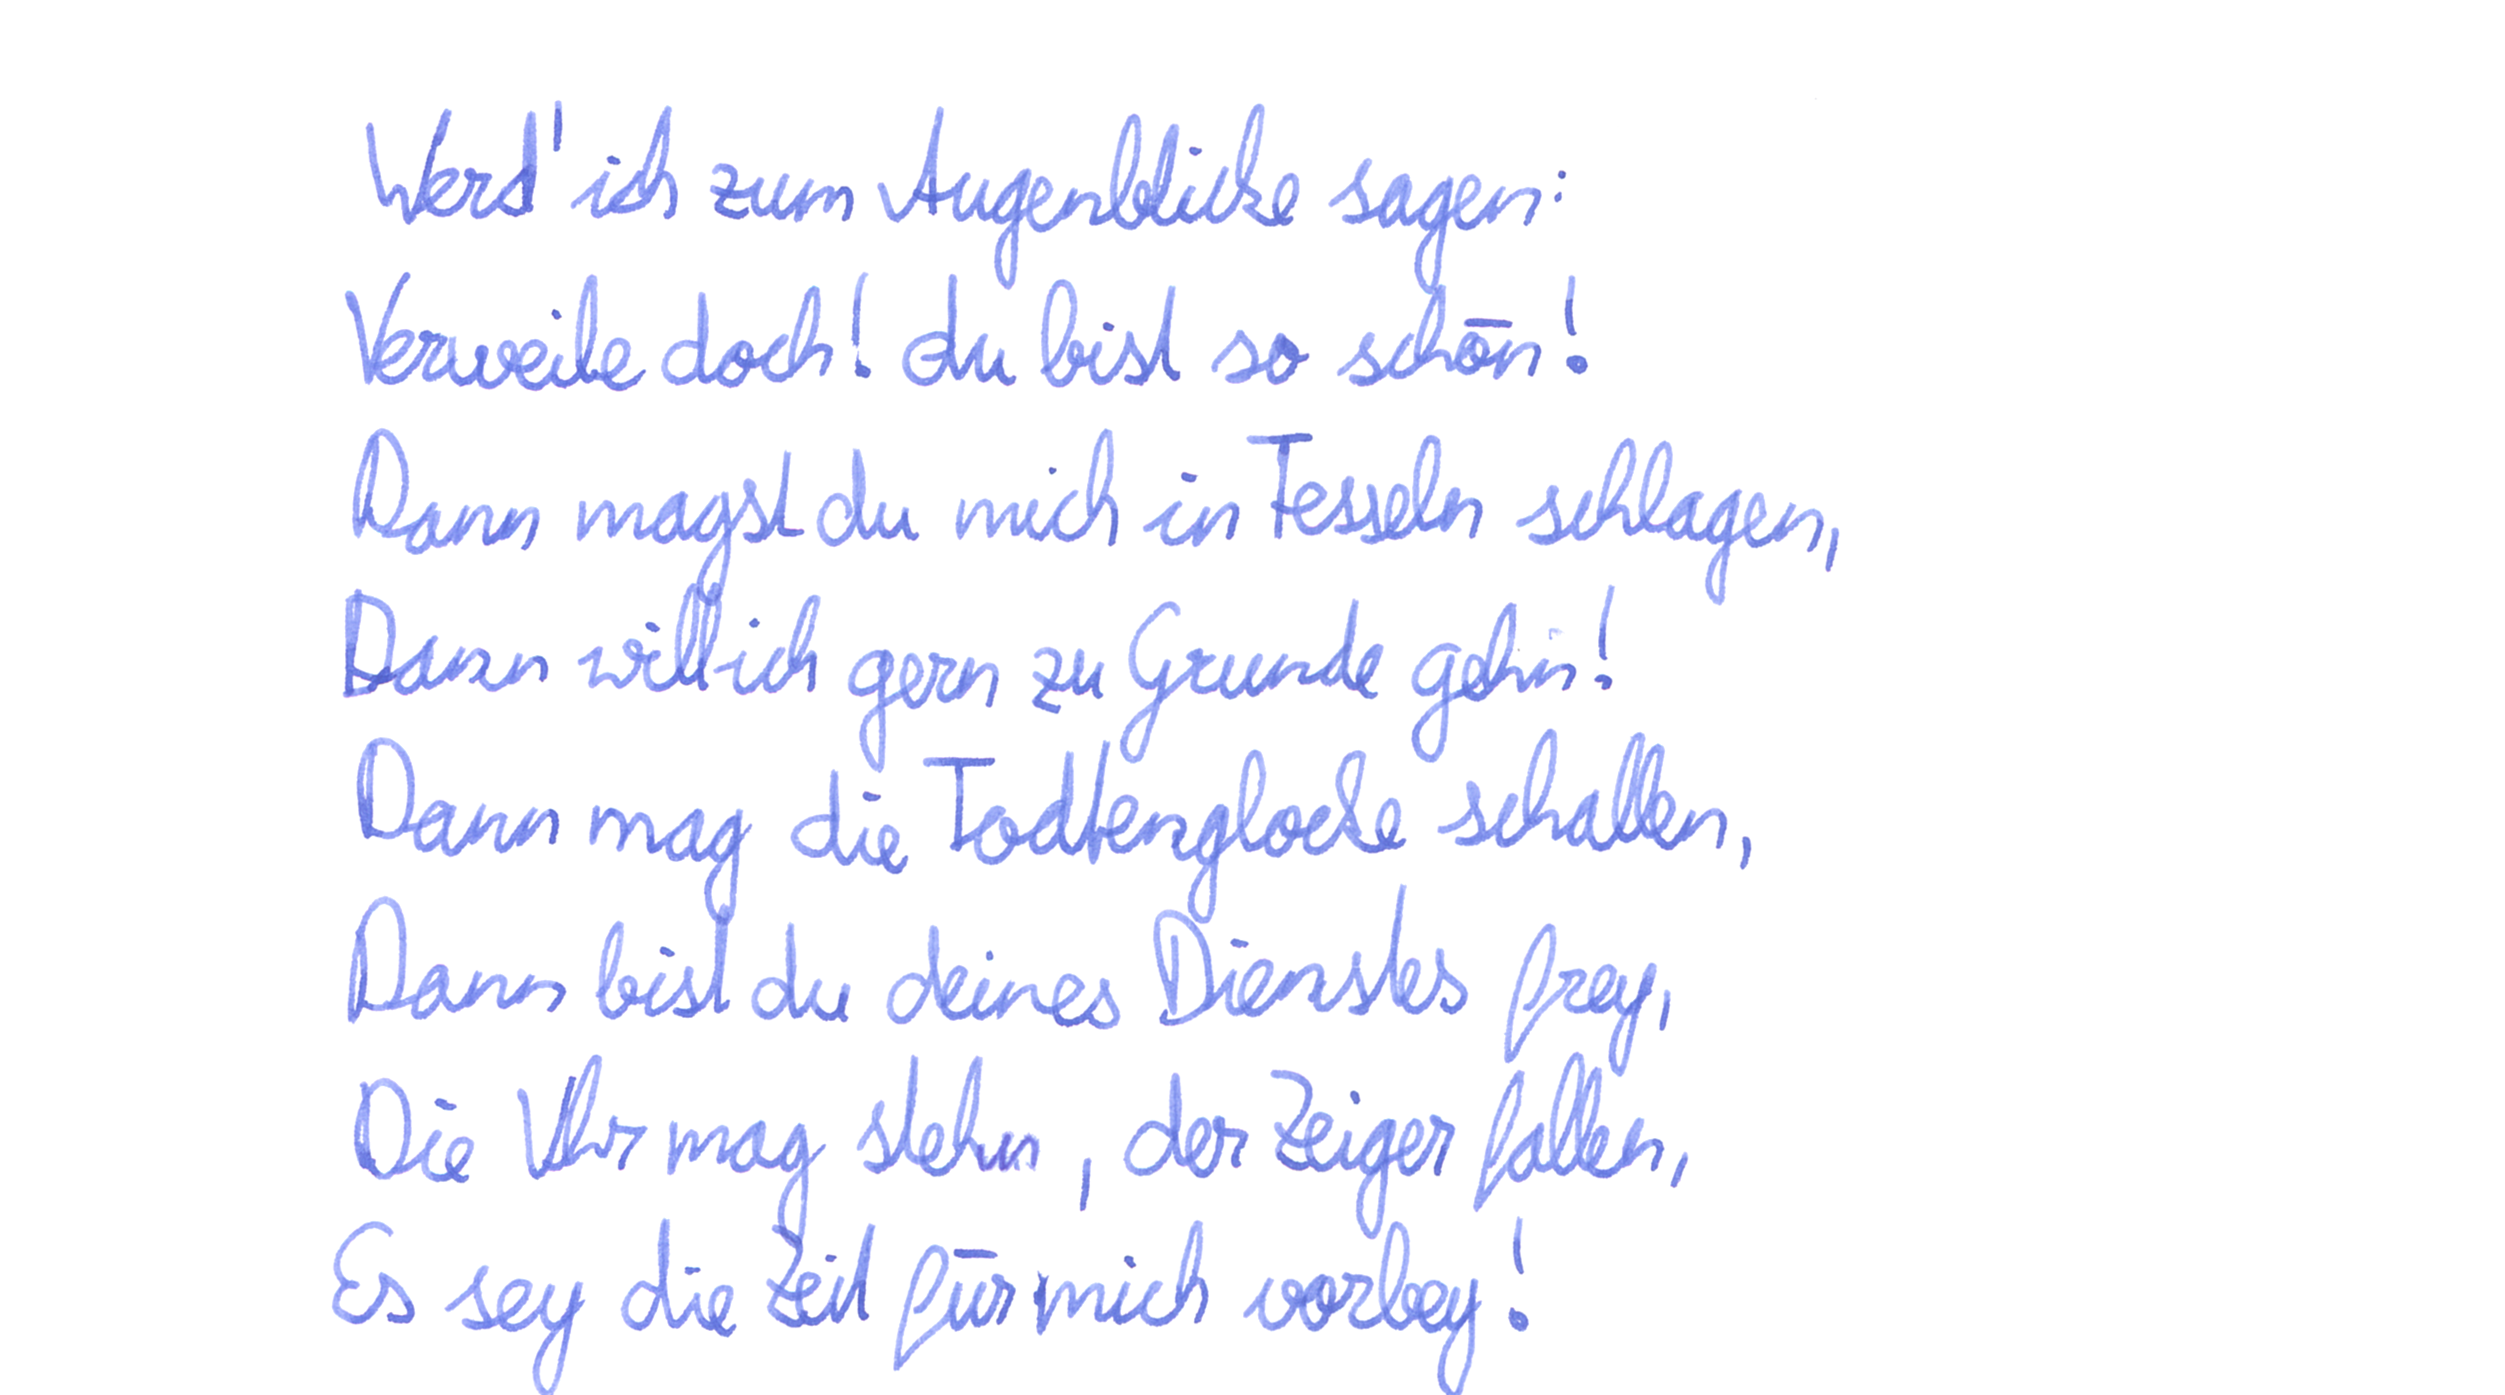 Werd' ich zum Augenblicke sagen:
Verweile doch! du bist so schön!
Dann magst du mich in Fesseln schlagen,
Dann will ich gern zu Grunde gehn!
Dann mag die Todtenglocke schallen,
Dann bist du deines Dienstes frey,
Die Uhr mag stehn, der Zeiger fallen,
Es sey die Zeit für mich vorbey!